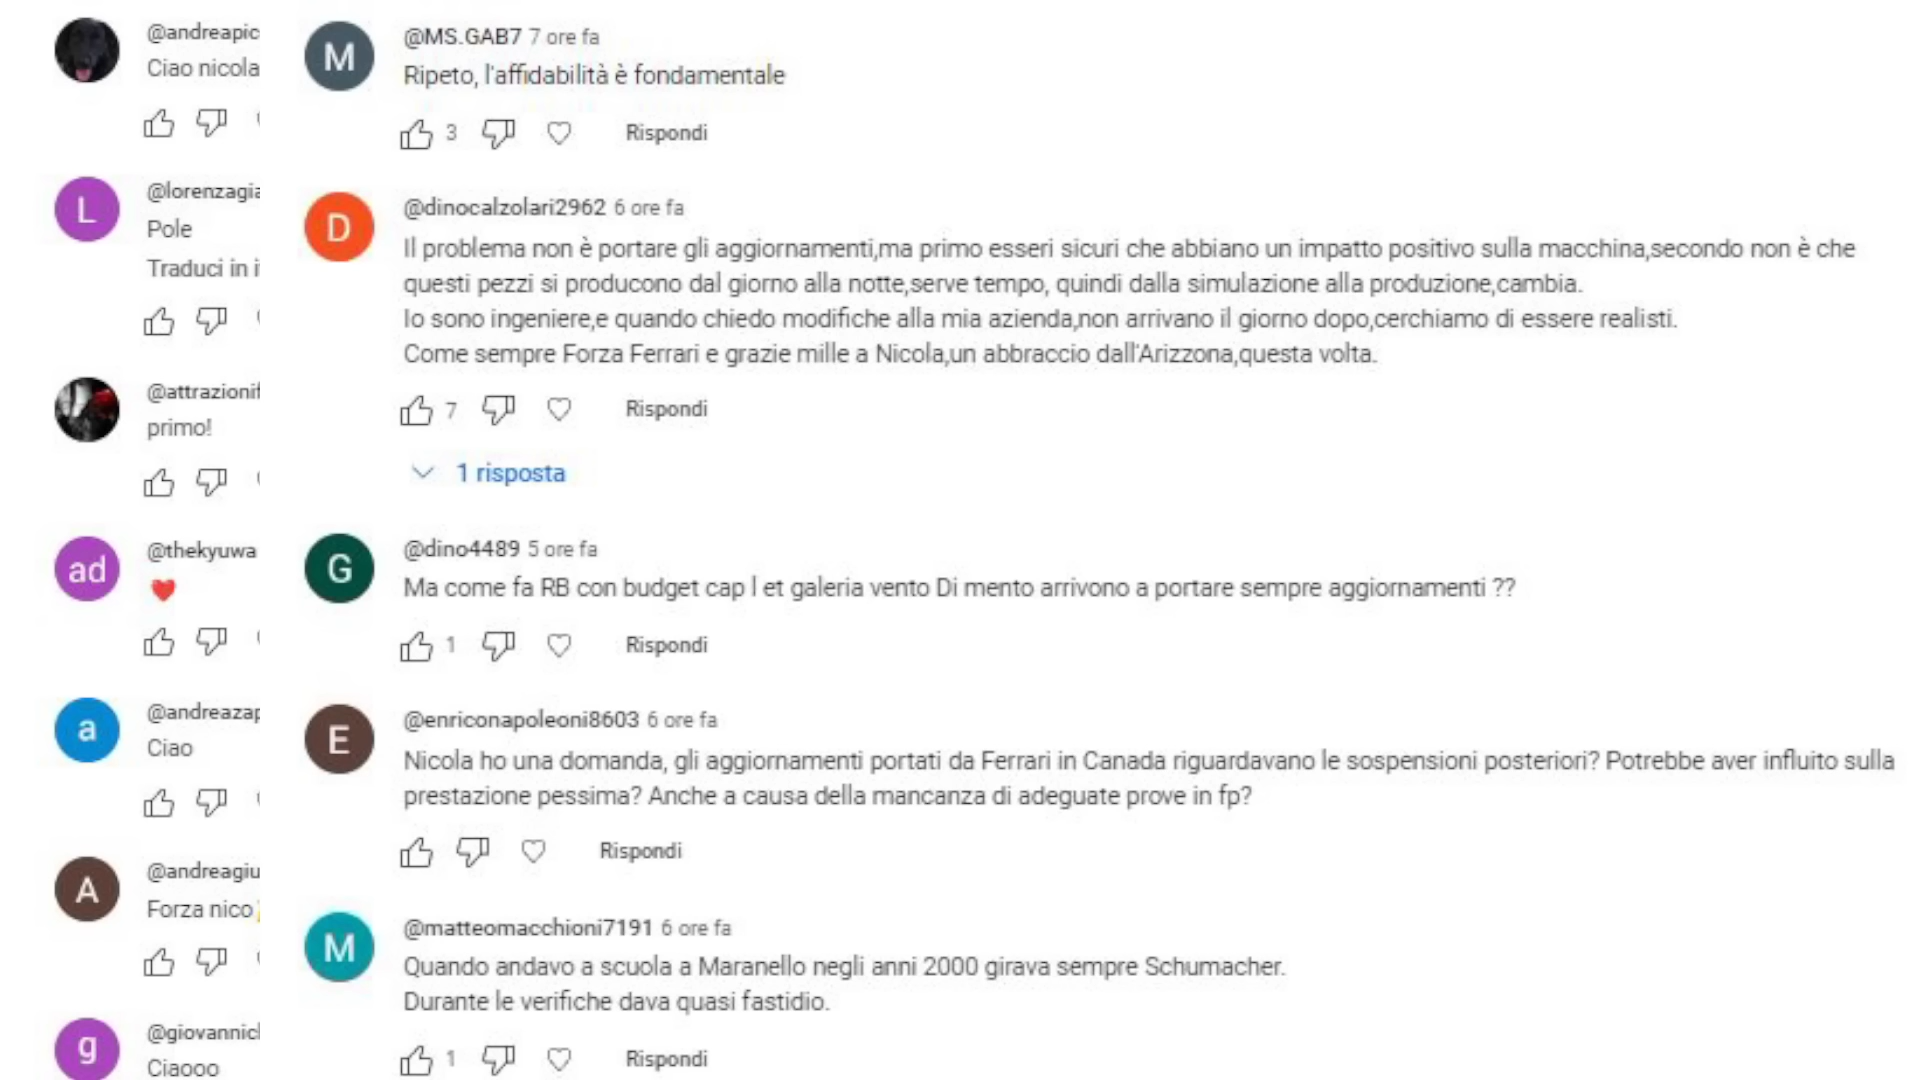 @andreapic
Ciao nicola
L
@lorenzagia
Pole
Traduci in i
@attrazionif
primo!
ad
@thekyuwa
a
@andreazap
Ciao
A
@andreagiu
Forza nico
g
@giovannicl
Ciaooo
M
@MS.GAB7 7 ore fa
Ripeto, l'affidabilità è fondamentale
3 Rispondi
D
@dinocalzolari2962 6 ore fa
Il problema non è portare gli aggiornamenti,ma primo esseri sicuri che abbiano un impatto positivo sulla macchina,secondo non è che
questi pezzi si producono dal giorno alla notte,serve tempo, quindi dalla simulazione alla produzione,cambia.
Io sono ingeniere,e quando chiedo modifiche alla mia azienda,non arrivano il giorno dopo,cerchiamo di essere realisti.
Come sempre Forza Ferrari e grazie mille a Nicola,un abbraccio dall'Arizzona,questa volta.
7 Rispondi
1 risposta
G
@dino4489 5 ore fa
Ma come fa RB con budget cap l et galeria vento Di mento arrivono a portare sempre aggiornamenti ??
1 Rispondi
E
@enriconapoleoni8603 6 ore fa
Nicola ho una domanda, gli aggiornamenti portati da Ferrari in Canada riguardavano le sospensioni posteriori? Potrebbe aver influito sulla
prestazione pessima? Anche a causa della mancanza di adeguate prove in fp?
Rispondi
M
@matteomacchioni7191 6 ore fa
Quando andavo a scuola a Maranello negli anni 2000 girava sempre Schumacher.
Durante le verifiche dava quasi fastidio.
1 Rispondi